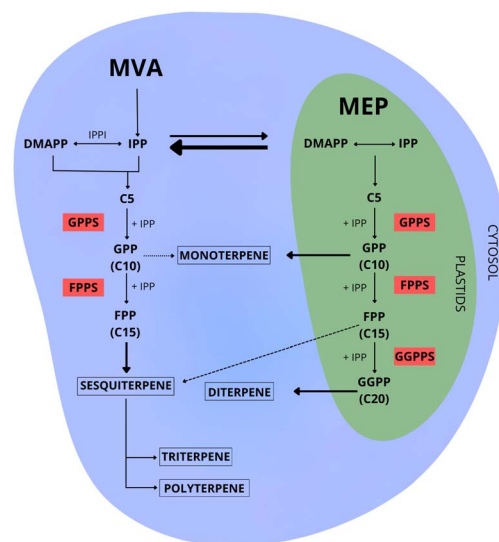 MVA
DMAPP
IPPI
IPP
C5
GPPS
+ IPP
GPP
(C10)
MONOTERPENE
FPPS
+ IPP
FPP
(C15)
SESQUITERPENE
TRITERPENE
POLYTERPENE
DITERPENE
MEP
DMAPP
IPP
C5
+ IPP
GPPS
GPP
(C10)
+ IPP
FPPS
FPP
(C15)
+ IPP
GGPPS
GGPP
(C20)
PLASTIDS
CYTOSOL